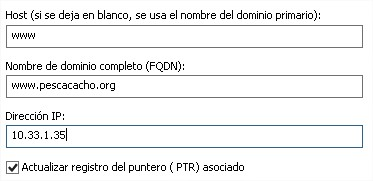 Host (si se deja en blanco, se usa el nombre del dominio primario):
www
Nombre de dominio completo (FQDN):
www.pescacacho.org
Dirección IP:
10.33.1.35
Actualizar registro del puntero ( PTR) asociado